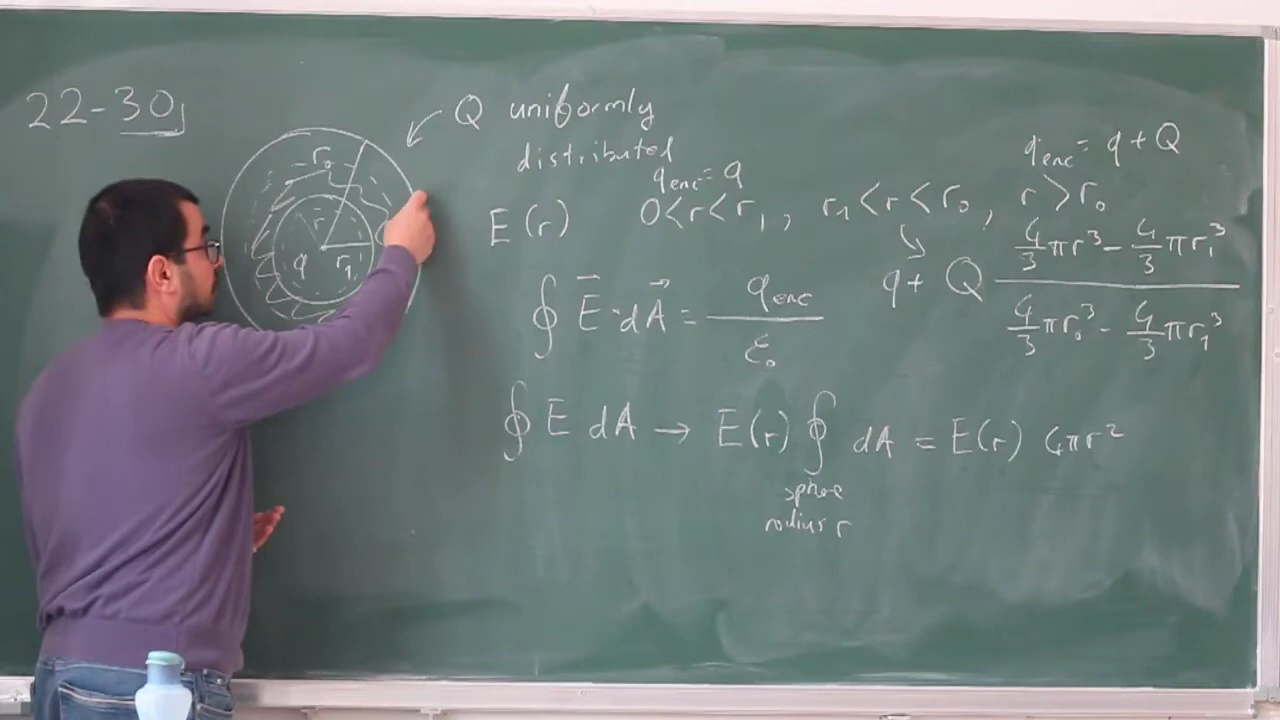 22-30,
Q uniformly
distributed
r₀
r
q r₁
E(r)
q_enc = q
0<r<r₁, r₁<r<r₀, r>r₀
q_enc = q+Q
q+ Q (4/3 πr³ - 4/3 πr₁³) / (4/3 πr₀³ - 4/3 πr₁³)
∮ E⃗·dA⃗ = q_enc / ε₀
∮ E dA → E(r) ∮ dA = E(r) 4πr²
sphere
radius r